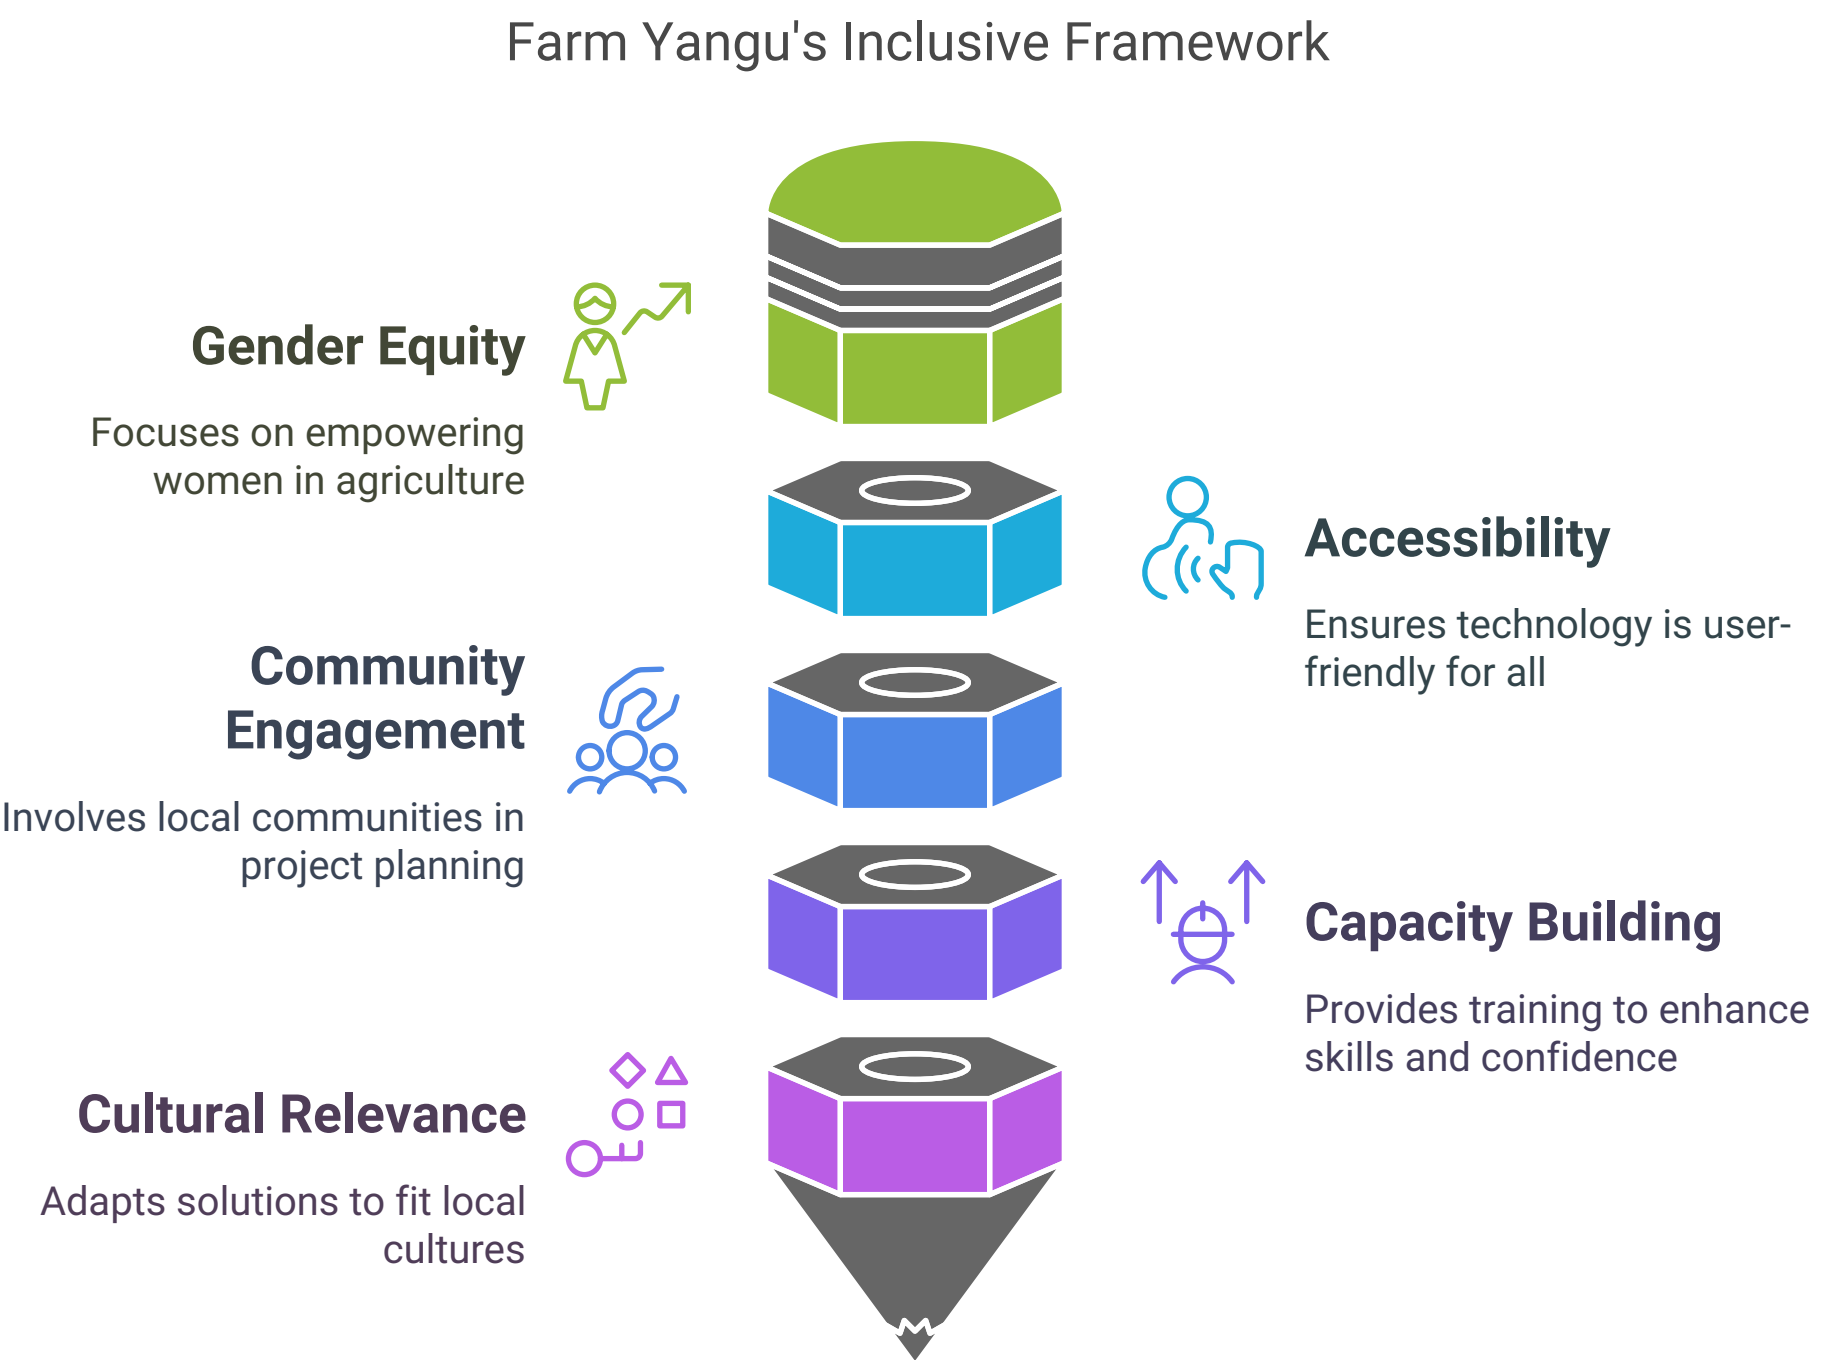 Farm Yangu's Inclusive Framework
Gender Equity
Focuses on empowering
women in agriculture
Accessibility
Ensures technology is user-
friendly for all
Community
Engagement
Involves local communities in
project planning
Capacity Building
Provides training to enhance
skills and confidence
Cultural Relevance
Adapts solutions to fit local
cultures